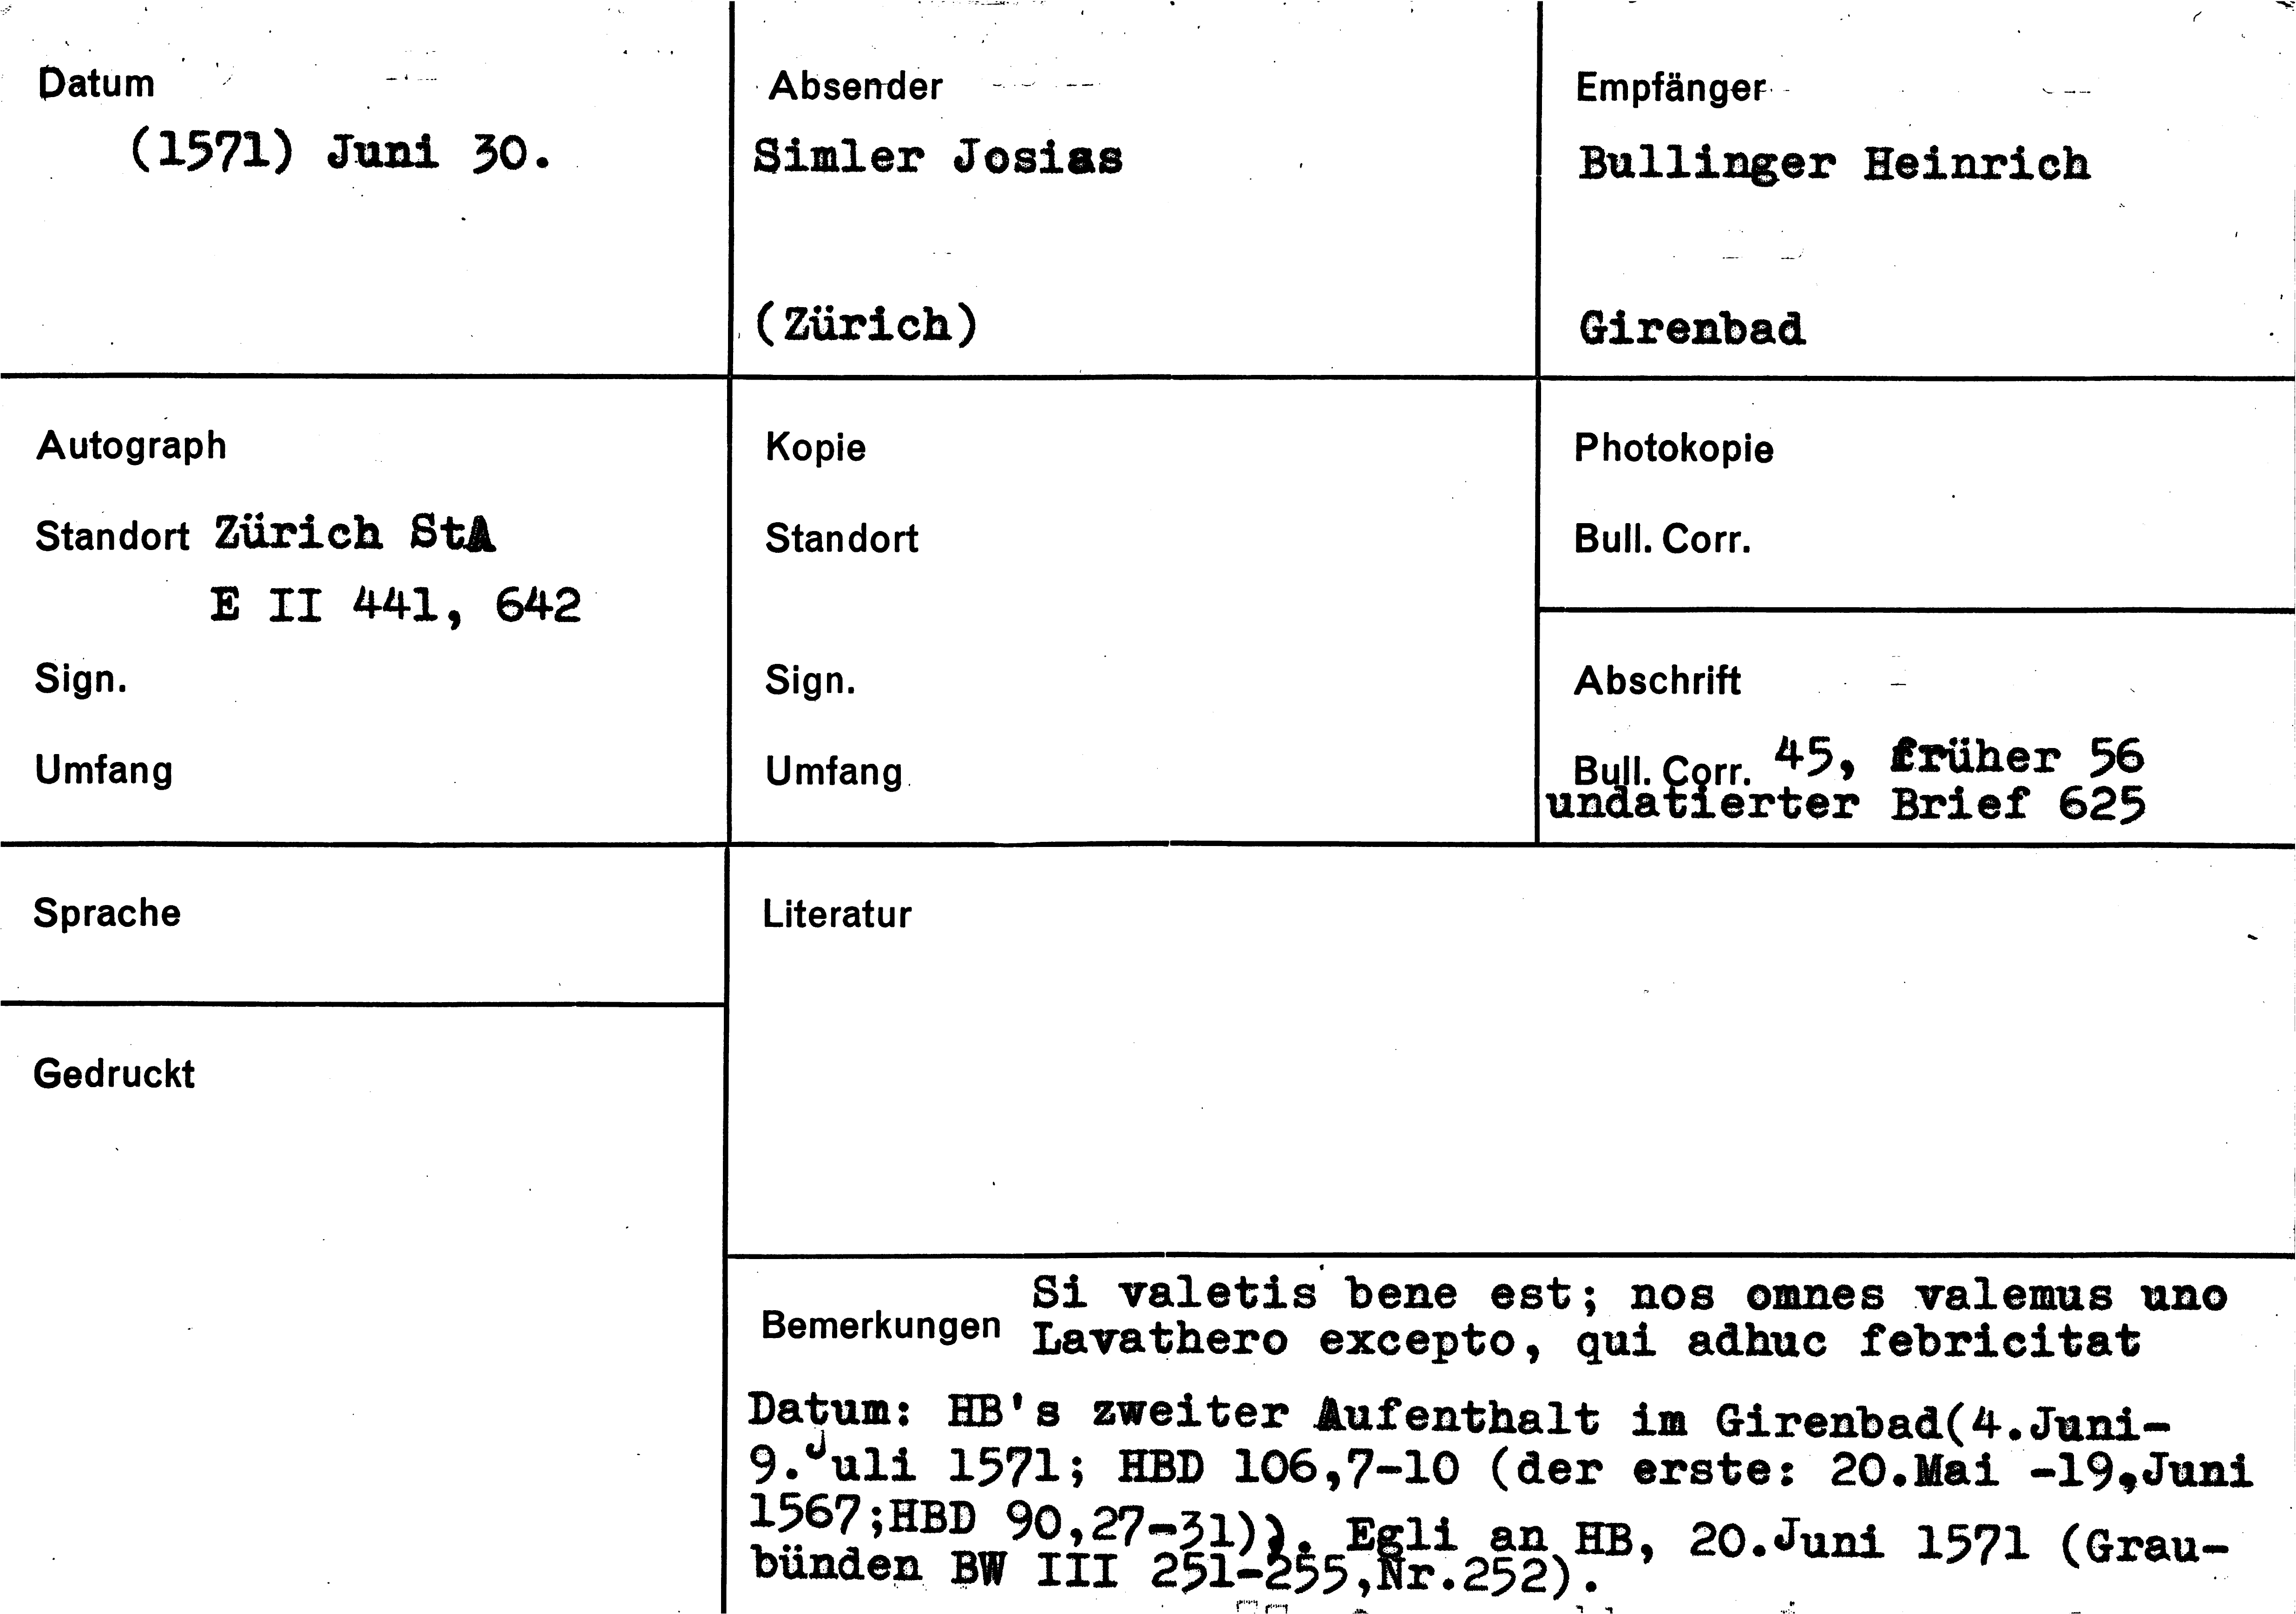 Datum
(1571) Juni 30.
Absender
Simler Josias
(Zürich)
Empfänger
Bullinger Heinrich
Girenbad
Autograph
Standort Zürich StA
E II 441, 642
Sign.
Umfang
Kopie
Standort
Sign.
Umfang
Photokopie
Bull. Corr.
Abschrift
Bull. Corr. 45, früher 56
undatierter Brief 625
Sprache
Literatur
Gedruckt
Bemerkungen
Si valetis bene est; nos omnes valemus uno
Lavathero excepto, qui adhuc febricitat
Datum: HB's zweiter Aufenthalt im Girenbad(4.Juni-
9.Juli 1571; HBD 106,7-10 (der erste: 20.Mai -19,Juni
1567;HBD 90,27-31)). Egli an HB, 20.Juni 1571 (Grau-
bünden BW III 251-255,Nr.252).